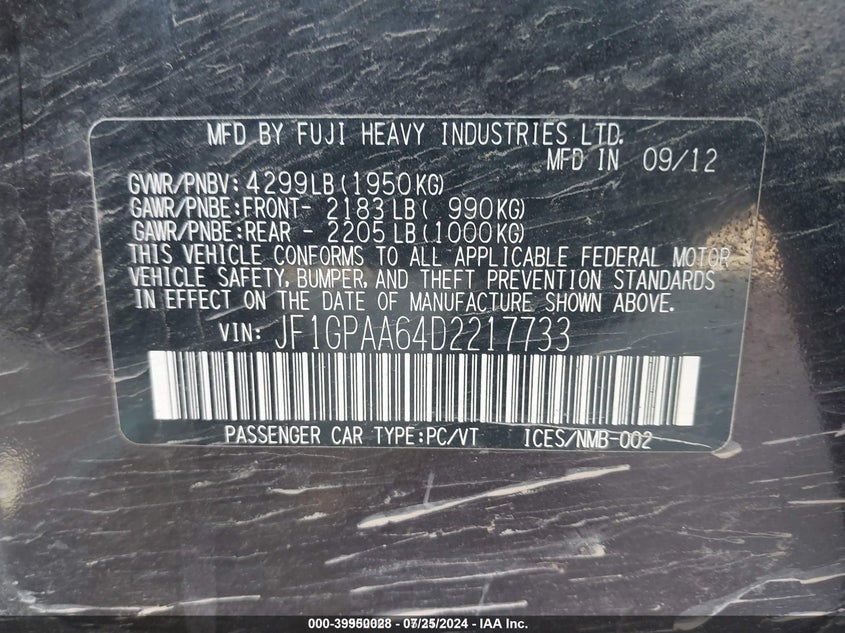 MFD BY FUJI HEAVY INDUSTRIES LTD.
MFD IN 09/12
GVWR/PNBV: 4299LB (1950KG)
GAWR/PNBE: FRONT- 2183 LB ( 990KG)
GAWR/PNBE: REAR - 2205 LB (1000KG)
THIS VEHICLE CONFORMS TO ALL APPLICABLE FEDERAL MOTOR
VEHICLE SAFETY, BUMPER, AND THEFT PREVENTION STANDARDS
IN EFFECT ON THE DATE OF MANUFACTURE SHOWN ABOVE.
VIN: JF1GPAA64D2217733
PASSENGER CAR TYPE:PC/VT ICES/NMB-002
000-39950028 - 07/25/2024 - IAA Inc.